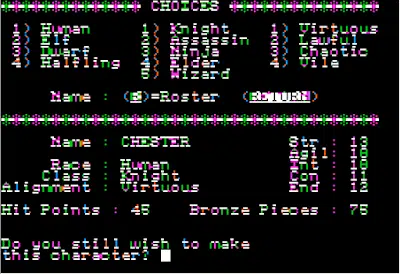 CHOICES
1) Human 1) Knight 1) Virtuous
2) Elf 2) Assassin 2) Lawful
3) Dwarf 3) Ninja 3) Chaotic
4) Halfling 4) Elder 4) Vile
5) Wizard
Name : (R)=Roster (RETURN)
Name : CHESTER Str : 13
Agil: 10
Race : Human Int : 10
Class : Knight Con : 11
Alignment : Virtuous End : 12
Hit Points : 45 Bronze Pieces : 75
Do you still wish to make
this character?